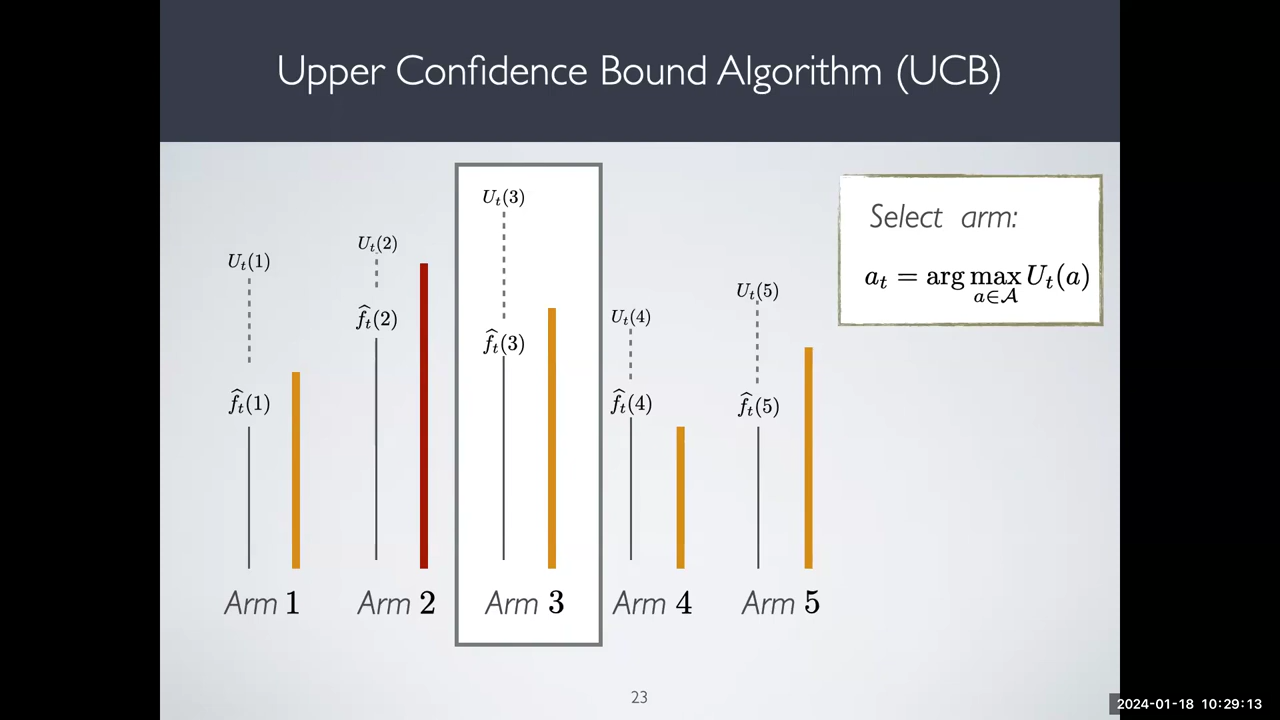 Upper Confidence Bound Algorithm (UCB)
U_t(1)
U_t(2)
U_t(3)
U_t(4)
U_t(5)
f̂_t(1)
f̂_t(2)
f̂_t(3)
f̂_t(4)
f̂_t(5)
Arm 1
Arm 2
Arm 3
Arm 4
Arm 5
Select arm:
a_t = arg max U_t(a)
a∈𝒜
23
2024-01-18 10:29:13